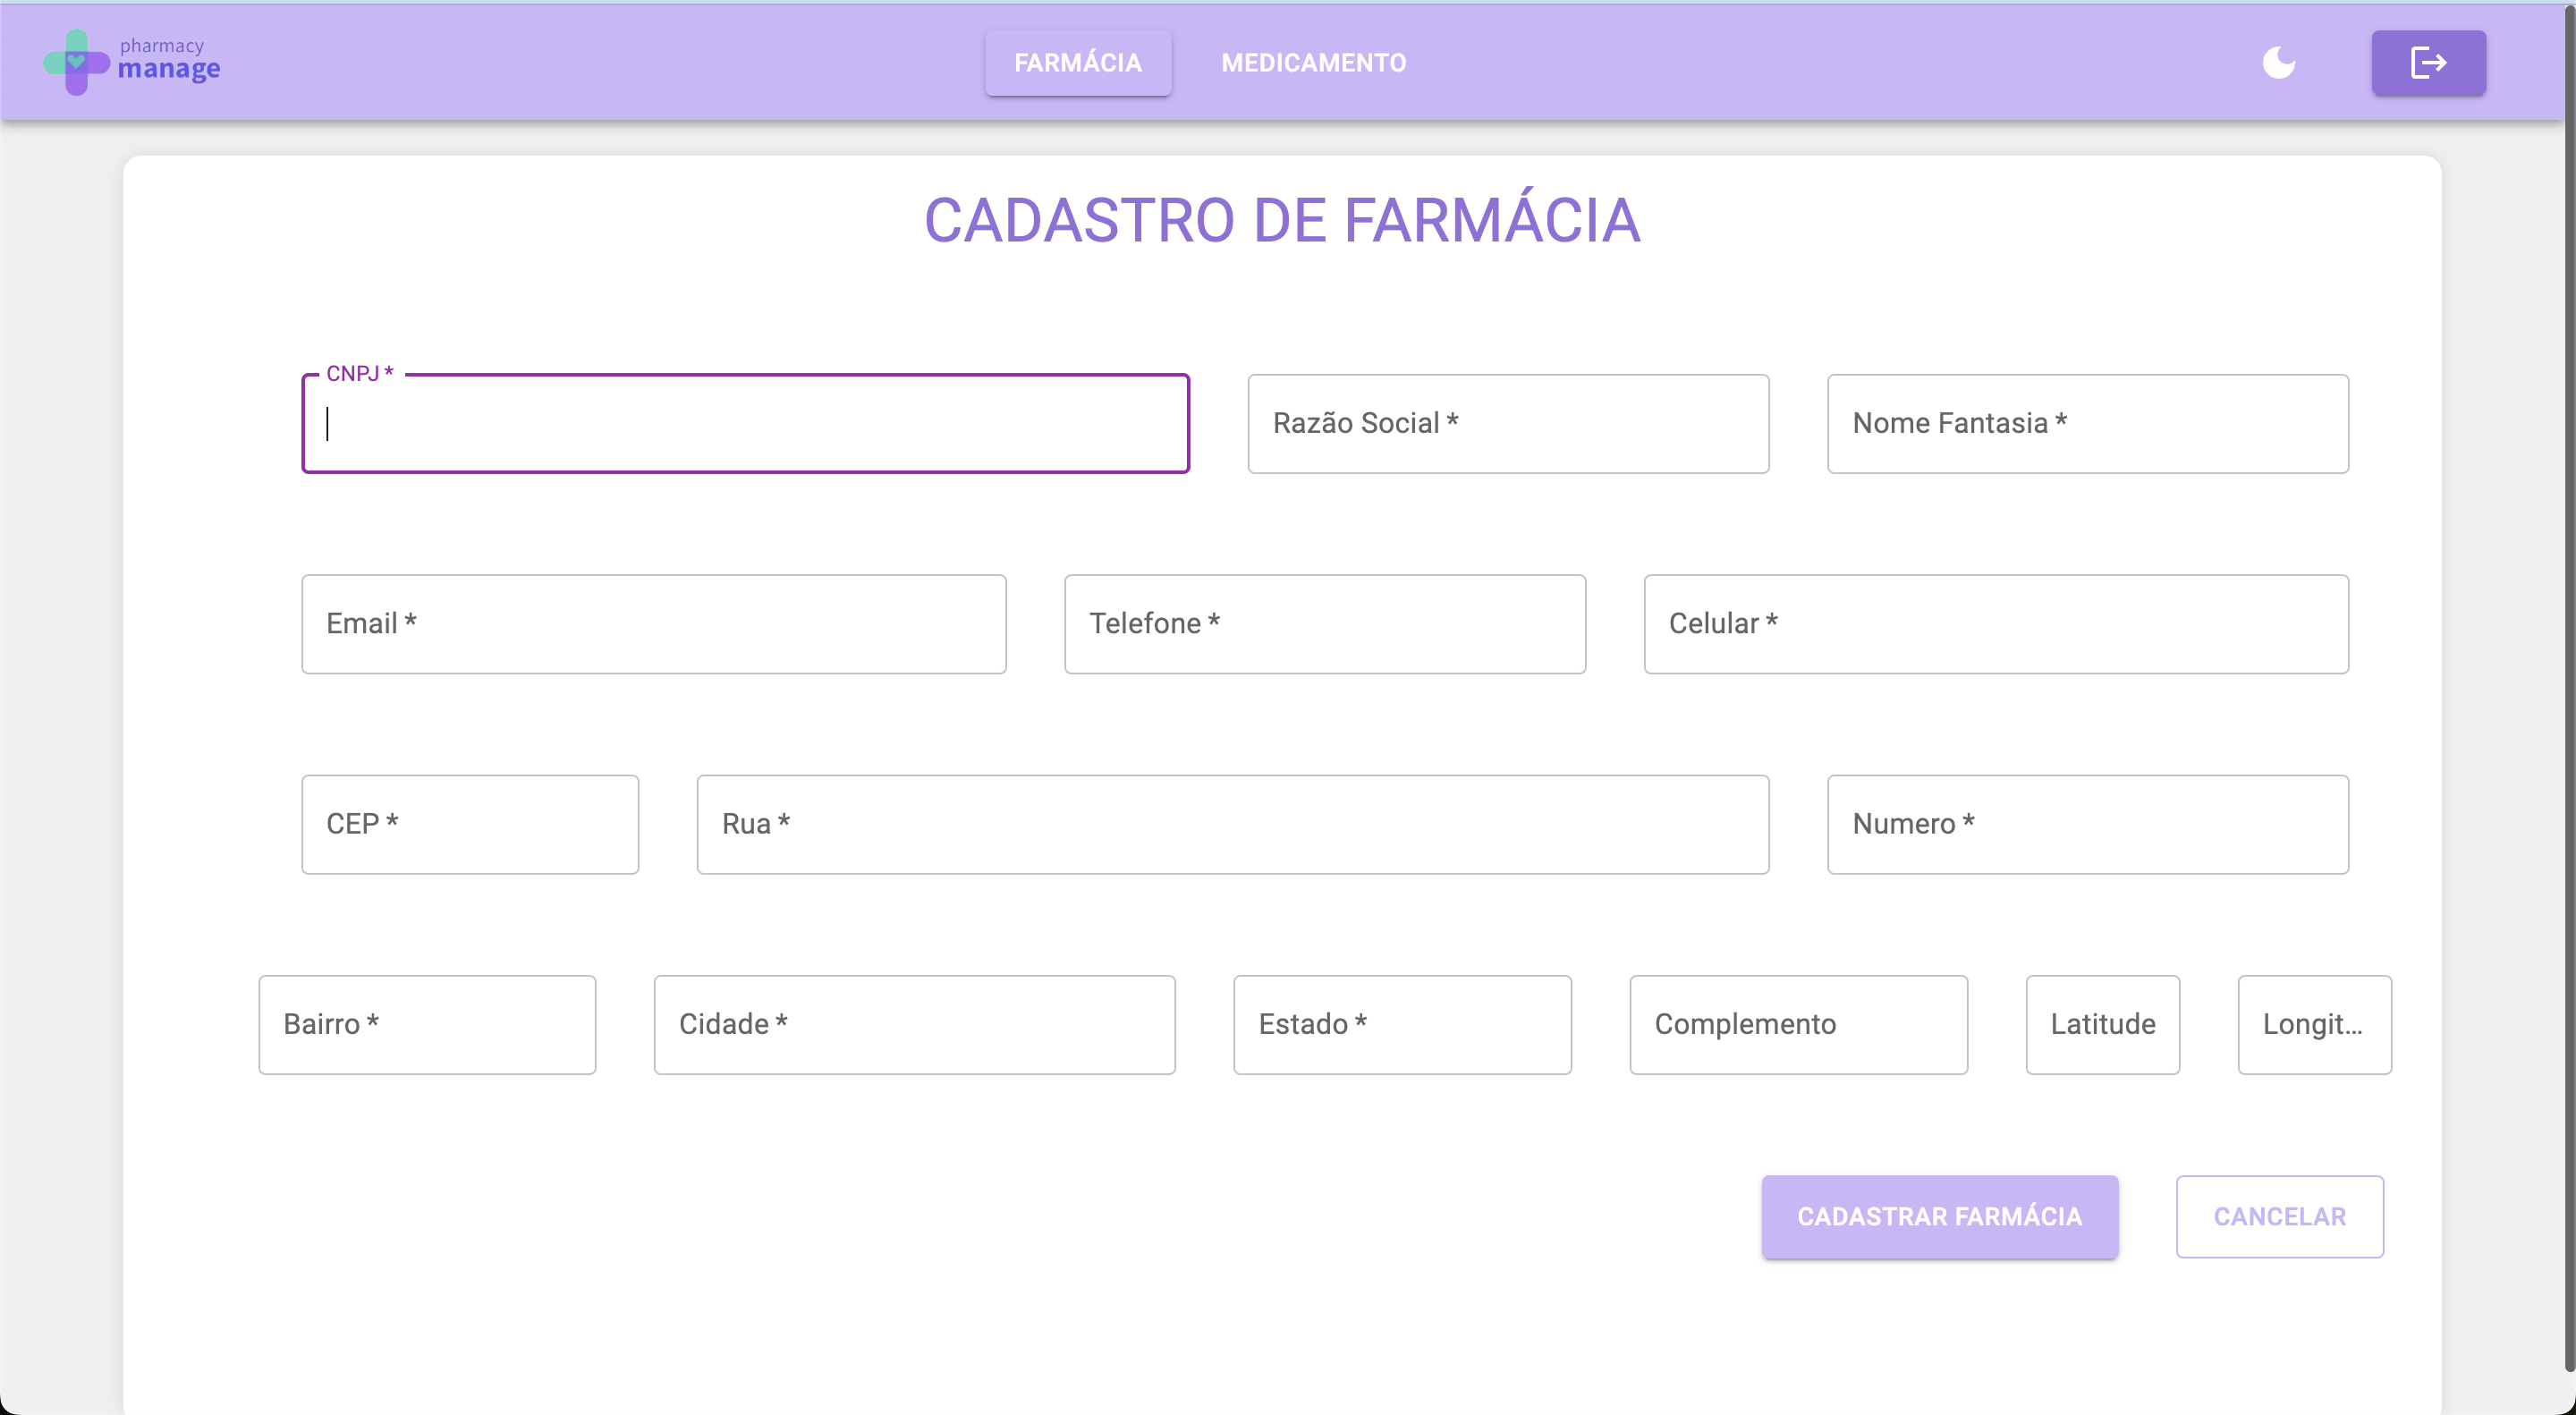 pharmacy
manage
FARMÁCIA MEDICAMENTO
CADASTRO DE FARMÁCIA
CNPJ *
Razão Social * Nome Fantasia *
Email * Telefone * Celular *
CEP * Rua * Numero *
Bairro * Cidade * Estado * Complemento Latitude Longit...
CADASTRAR FARMÁCIA CANCELAR